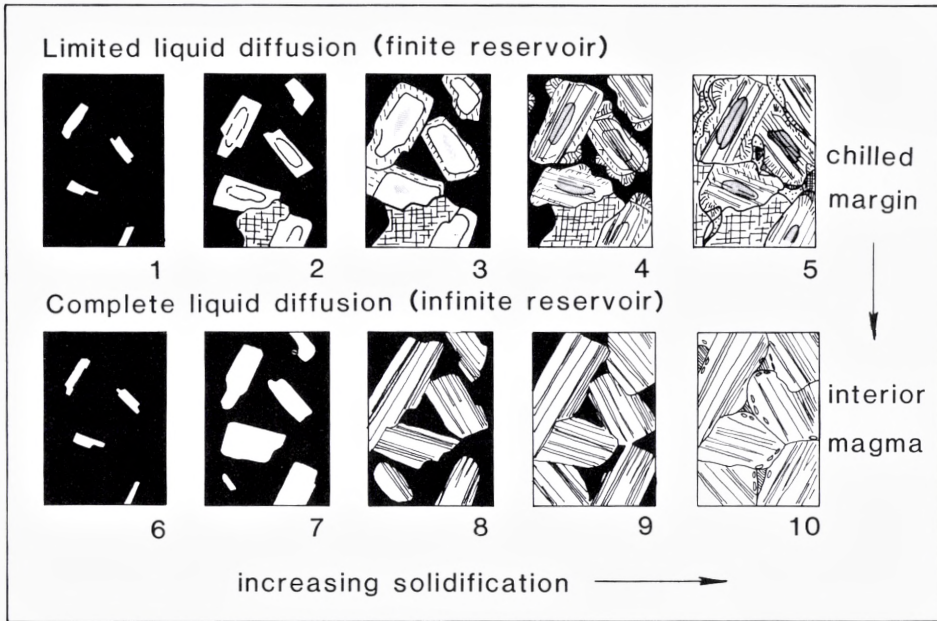 Limited liquid diffusion (finite reservoir)
chilled
margin
1 2 3 4 5
Complete liquid diffusion (infinite reservoir)
interior
magma
6 7 8 9 10
increasing solidification